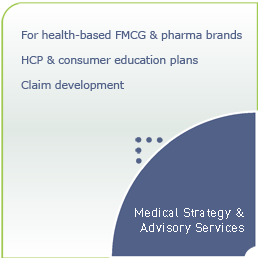 For health-based FMCG & pharma brands
HCP & consumer education plans
Claim development
Medical Strategy &
Advisory Services